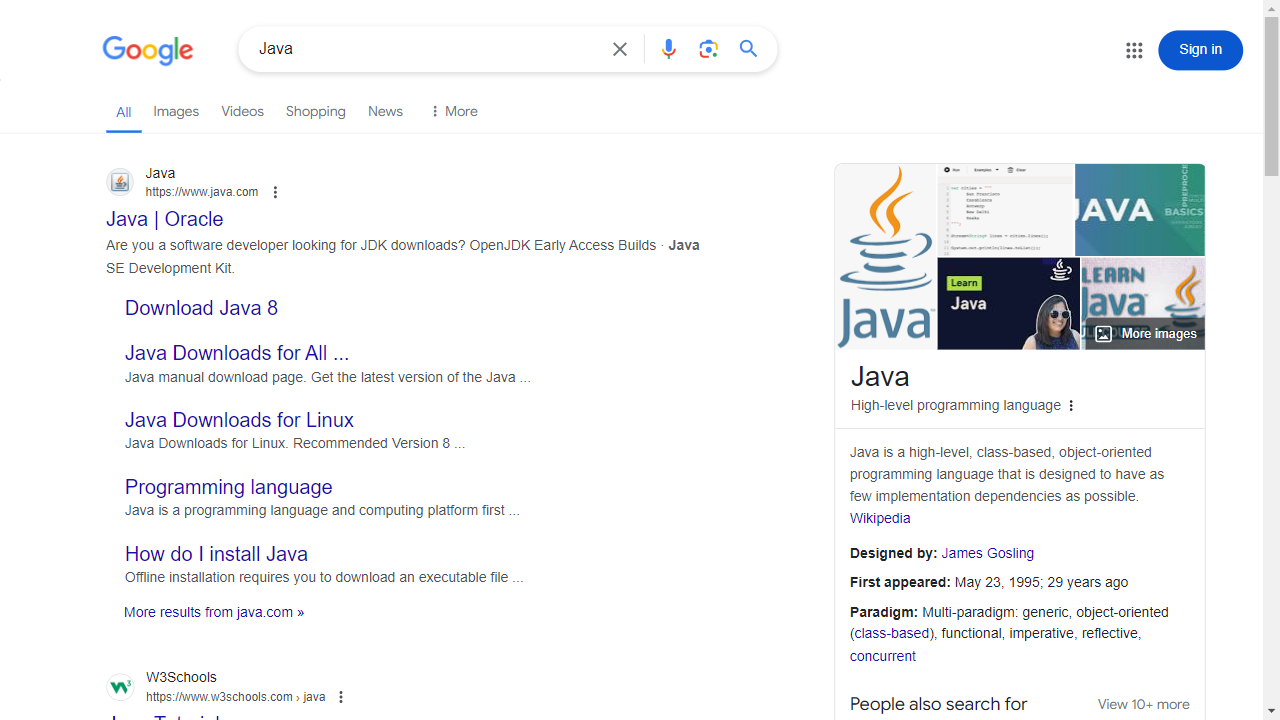 Google
Java
Sign in
All
Images
Videos
Shopping
News
More
Java
https://www.java.com
Java | Oracle
Are you a software developer looking for JDK downloads? OpenJDK Early Access Builds · Java
SE Development Kit.
Download Java 8
Java Downloads for All ...
Java manual download page. Get the latest version of the Java ...
Java Downloads for Linux
Java Downloads for Linux. Recommended Version 8 ...
Programming language
Java is a programming language and computing platform first ...
How do I install Java
Offline installation requires you to download an executable file ...
More results from java.com »
W3Schools
https://www.w3schools.com › java
Java
Run
Examples
Clear
JAVA
BASICS
Learn
Java
LEARN
Java
More images
Java
High-level programming language
Java is a high-level, class-based, object-oriented
programming language that is designed to have as
few implementation dependencies as possible.
Wikipedia
Designed by: James Gosling
First appeared: May 23, 1995; 29 years ago
Paradigm: Multi-paradigm: generic, object-oriented
(class-based), functional, imperative, reflective,
concurrent
People also search for
View 10+ more